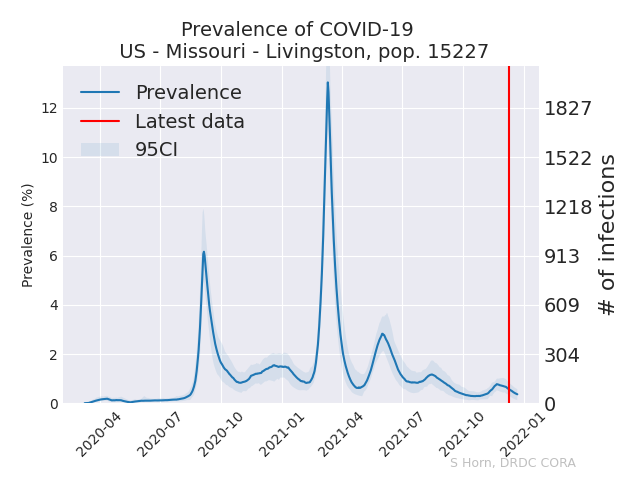 Prevalence of COVID-19
US - Missouri - Livingston, pop. 15227
Prevalence
Latest data
95CI
Prevalence (%)
12
10
8
6
4
2
0
1827
1522
1218
913
609
304
0
# of infections
2020-04
2020-07
2020-10
2021-01
2021-04
2021-07
2021-10
2022-01
S Horn, DRDC CORA